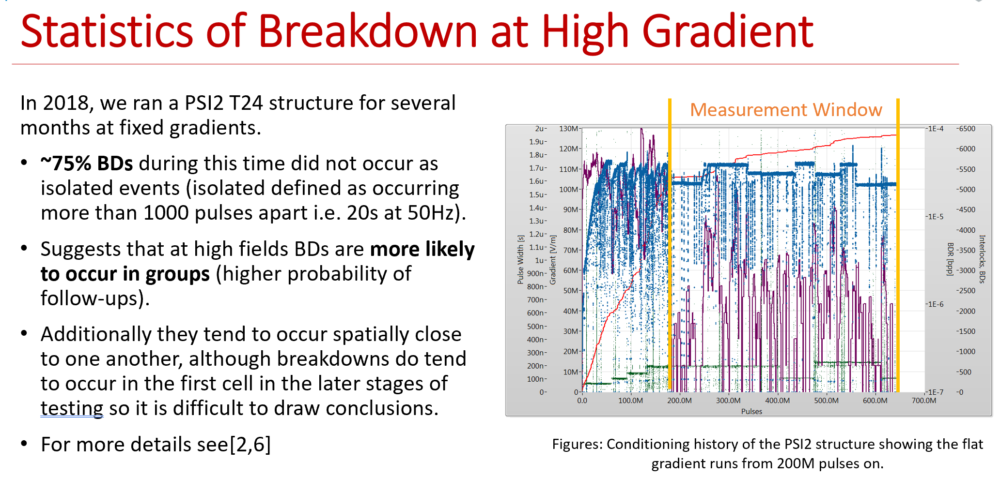 Statistics of Breakdown at High Gradient
In 2018, we ran a PSI2 T24 structure for several
months at fixed gradients.
• ~75% BDs during this time did not occur as
isolated events (isolated defined as occurring
more than 1000 pulses apart i.e. 20s at 50Hz).
• Suggests that at high fields BDs are more likely
to occur in groups (higher probability of
follow-ups).
• Additionally they tend to occur spatially close
to one another, although breakdowns do tend
to occur in the first cell in the later stages of
testing so it is difficult to draw conclusions.
• For more details see[2,6]
Measurement Window
Pulse Width [s]
2u-
1.9u-
1.8u-
1.7u-
1.6u-
1.5u-
1.4u-
1.3u-
1.2u-
1.1u-
1u-
900n-
800n-
700n-
600n-
500n-
400n-
300n-
200n-
100n-
0-
Gradient [V/m]
130M-
120M-
110M-
100M-
90M-
80M-
70M-
60M-
50M-
40M-
30M-
20M-
10M-
0-
-1E-4
-1E-5
-1E-6
-1E-7
BDR [bpp]
-6500
-6000
-5500
-5000
-4500
-4000
-3500
-3000
-2500
-2000
-1500
-1000
-500
-0
Interlocks, BDs
0.0 100.0M 200.0M 300.0M 400.0M 500.0M 600.0M 700.0M
Pulses
Figures: Conditioning history of the PSI2 structure showing the flat
gradient runs from 200M pulses on.